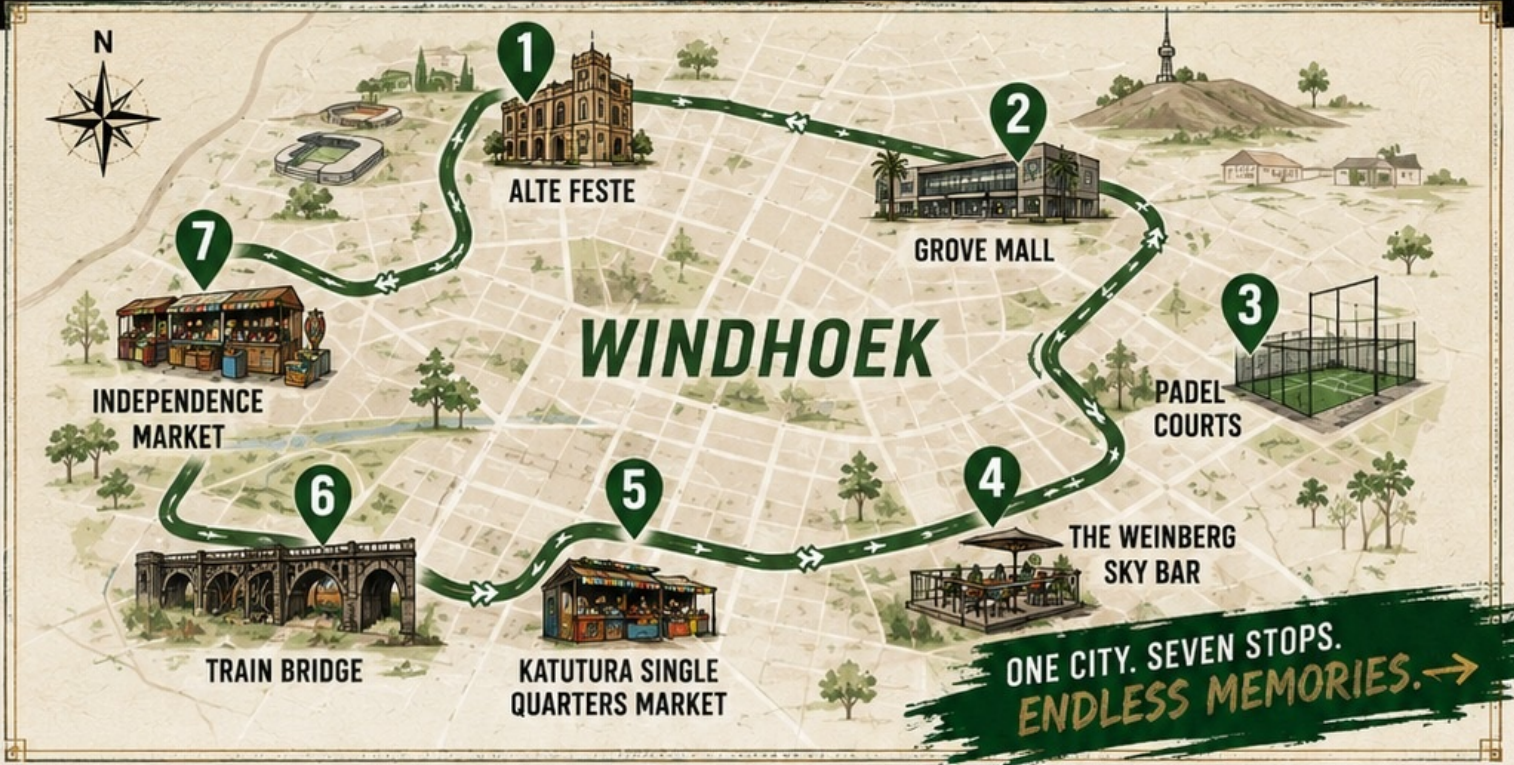 N
1
ALTE FESTE
2
GROVE MALL
3
PADEL
COURTS
7
INDEPENDENCE
MARKET
WINDHOEK
4
THE WEINBERG
SKY BAR
5
KATUTURA SINGLE
QUARTERS MARKET
6
TRAIN BRIDGE
ONE CITY. SEVEN STOPS.
ENDLESS MEMORIES.